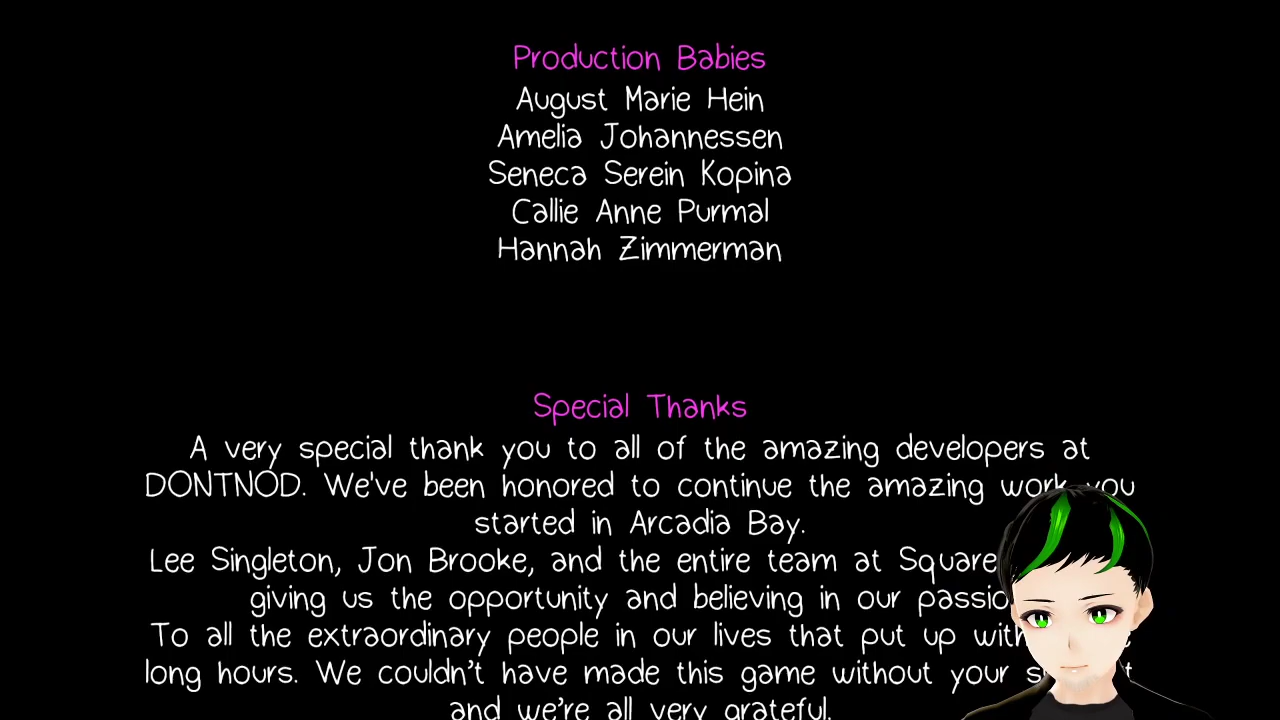 Production Babies
August Marie Hein
Amelia Johannessen
Seneca Serein Kopina
Callie Anne Purmal
Hannah Zimmerman
Special Thanks
A very special thank you to all of the amazing developers at
DONTNOD. We've been honored to continue the amazing work you
started in Arcadia Bay.
Lee Singleton, Jon Brooke, and the entire team at Square
giving us the opportunity and believing in our
To all the extraordinary people in our lives that put up with
long hours. We couldn't have made this game without your
and we're all very grateful.